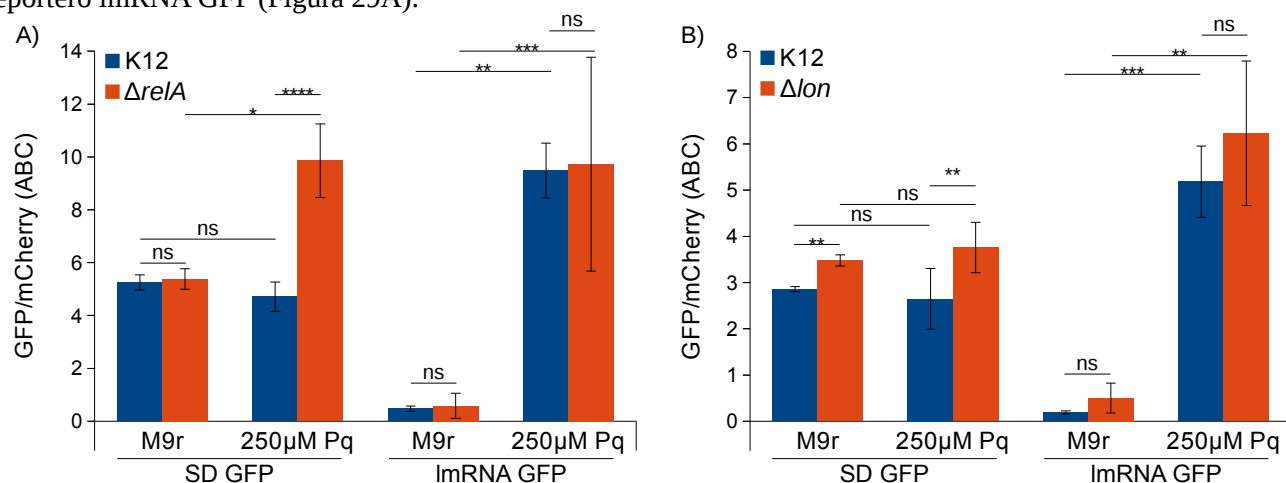 reportero lmRNA GFP (Figura 25A).
A)
K12
ΔrelA
GFP/mCherry (ABC)
14
12
10
8
6
4
2
0
ns
ns
****
*
ns
**
***
ns
M9r 250µM Pq M9r 250µM Pq
SD GFP lmRNA GFP
B)
K12
Δlon
GFP/mCherry (ABC)
8
7
6
5
4
3
2
1
0
**
ns
ns
**
ns
***
**
ns
M9r 250µM Pq M9r 250µM Pq
SD GFP lmRNA GFP